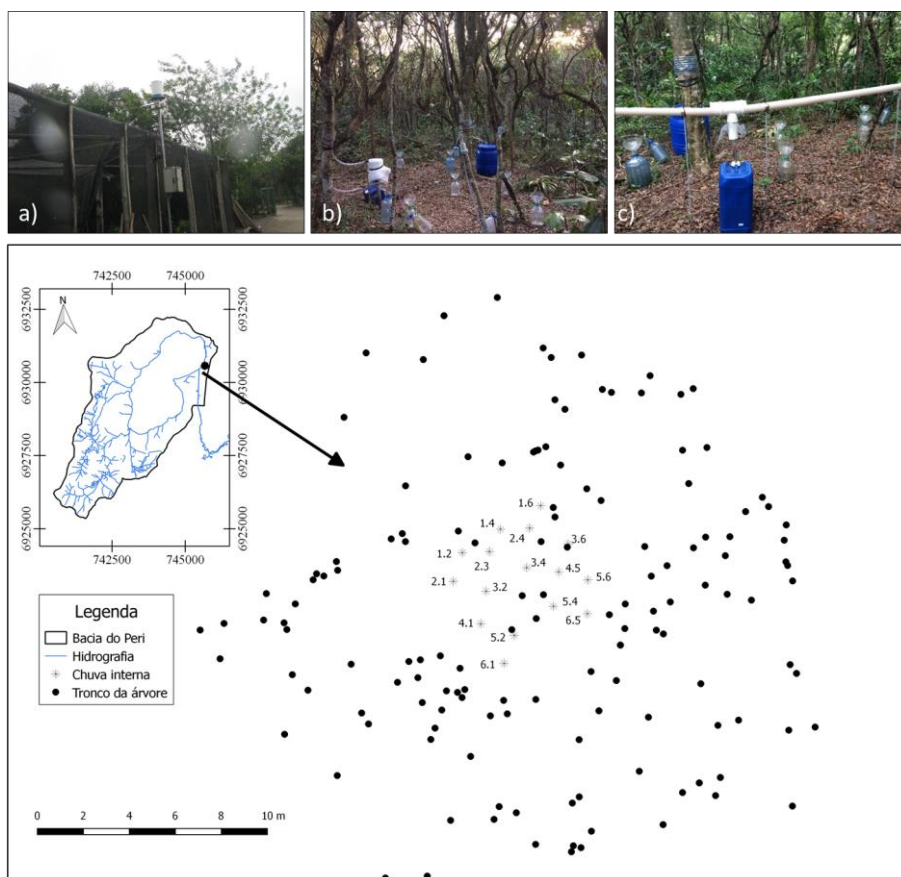 a)
b)
c)
742500
745000
N
6932500
6932500
6930000
6930000
6927500
6927500
6925000
6925000
742500
745000
Legenda
Bacia do Peri
Hidrografia
Chuva interna
Tronco da árvore
0 2 4 6 8 10 m
1.6
1.4
2.4
3.6
1.2
2.3
3.4
4.5
2.1
5.6
3.2
5.4
6.5
4.1
5.2
6.1